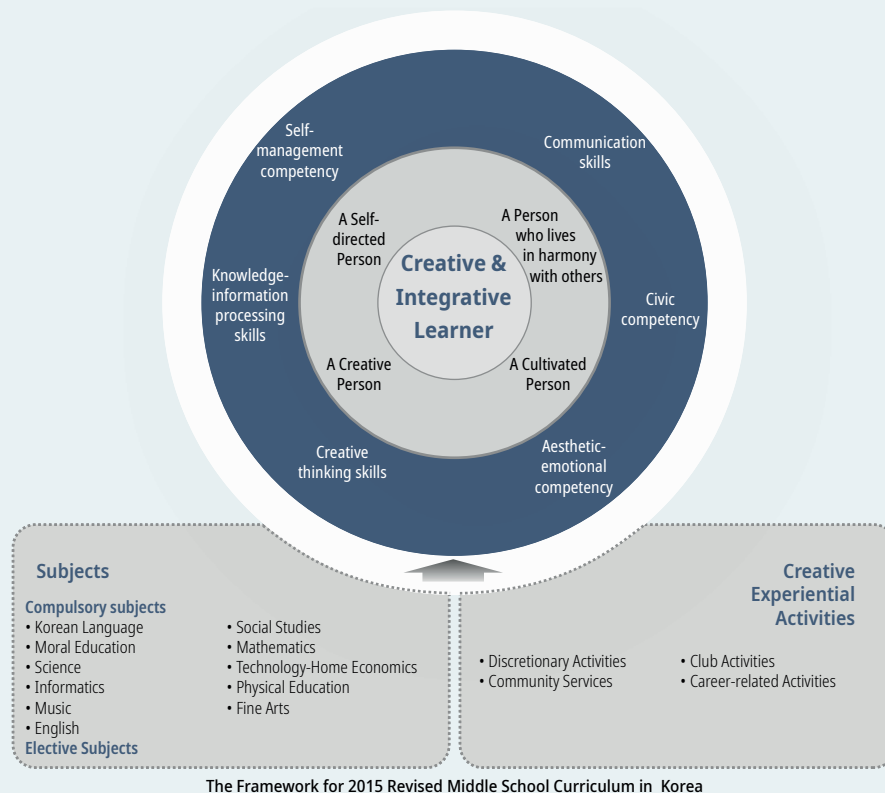 Self-
management
competency
Communication
skills
A Self-
directed
Person
A Person
who lives
in harmony
with others
Creative &
Integrative
Learner
Knowledge-
information
processing
skills
Civic
competency
A Creative
Person
A Cultivated
Person
Creative
thinking skills
Aesthetic-
emotional
competency
Subjects
Compulsory subjects
• Korean Language
• Moral Education
• Science
• Informatics
• Music
• English
• Social Studies
• Mathematics
• Technology-Home Economics
• Physical Education
• Fine Arts
Elective Subjects
Creative
Experiential
Activities
• Discretionary Activities
• Community Services
• Club Activities
• Career-related Activities
The Framework for 2015 Revised Middle School Curriculum in Korea